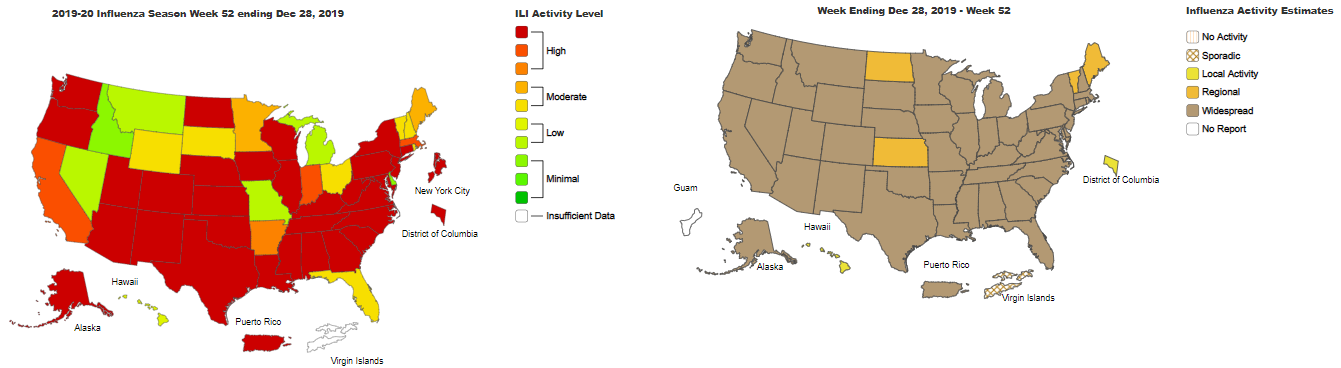 2019-20 Influenza Season Week 52 ending Dec 28, 2019
ILI Activity Level
High
Moderate
Low
Minimal
Insufficient Data
New York City
District of Columbia
Hawaii
Alaska
Puerto Rico
Virgin Islands
Week Ending Dec 28, 2019 - Week 52
Influenza Activity Estimates
No Activity
Sporadic
Local Activity
Regional
Widespread
No Report
District of Columbia
Guam
Hawaii
Alaska
Puerto Rico
Virgin Islands